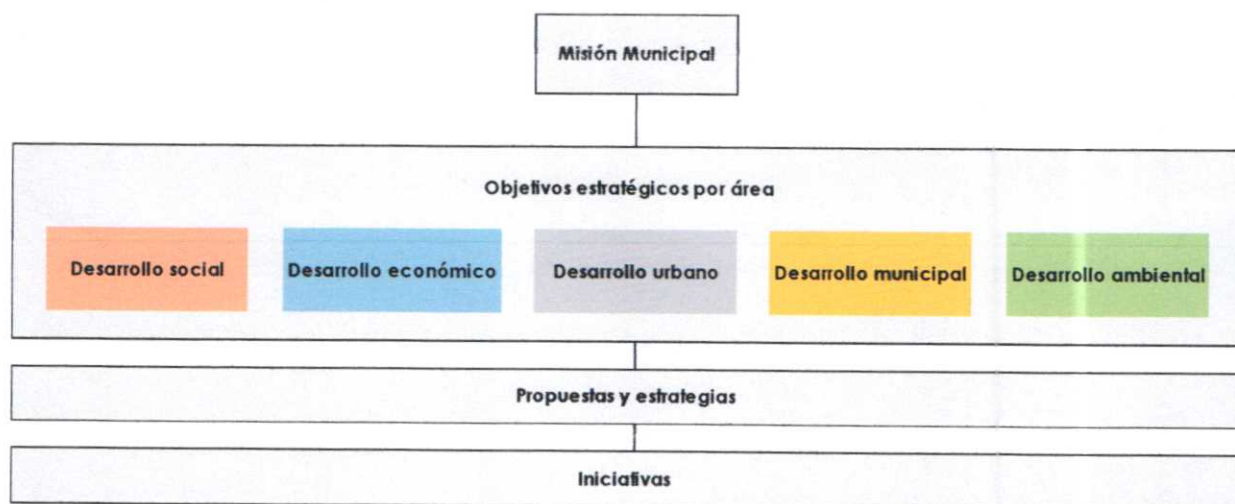 Misión Municipal
Objetivos estratégicos por área
Desarrollo social
Desarrollo económico
Desarrollo urbano
Desarrollo municipal
Desarrollo ambiental
Propuestas y estrategias
Iniciativas